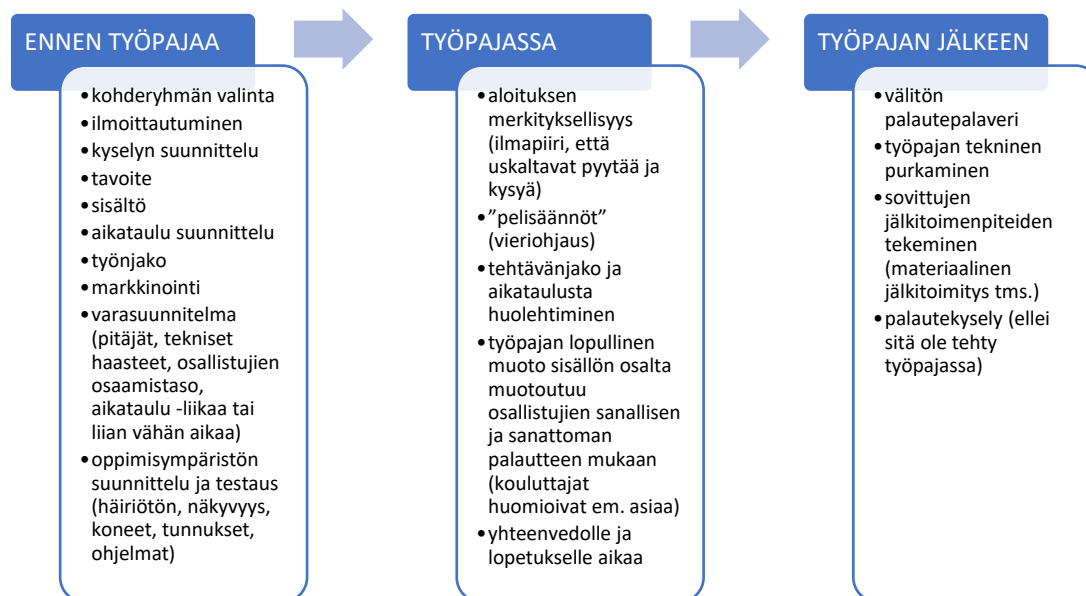 ENNEN TYÖPAJAA
•kohderyhmän valinta
•ilmoittautuminen
•kyselyn suunnittelu
•tavoite
•sisältö
•aikataulu suunnittelu
•työnjako
•markkinointi
•varasuunnitelma
(pitäjät, tekniset
haasteet, osallistujien
osaamistaso,
aikataulu -liikaa tai
liian vähän aikaa)
•oppimisympäristön
suunnittelu ja testaus
(häiriötön, näkyvyys,
koneet, tunnukset,
ohjelmat)
TYÖPAJASSA
•aloituksen
merkityksellisyys
(ilmapiiri, että
uskaltavat pyytää ja
kysyä)
•”pelisäännöt”
(vieriohjaus)
•tehtävänjako ja
aikataulusta
huolehtiminen
•työpajan lopullinen
muoto sisällön osalta
muotoutuu
osallistujien sanallisen
ja sanattoman
palautteen mukaan
(kouluttajat
huomioivat em. asiaa)
•yhteenvedolle ja
lopetukselle aikaa
TYÖPAJAN JÄLKEEN
•välitön
palautepalaveri
•työpajan tekninen
purkaminen
•sovittujen
jälkitoimenpiteiden
tekeminen
(materiaalinen
jälkitoimitus tms.)
•palautekysely (ellei
sitä ole tehty
työpajassa)